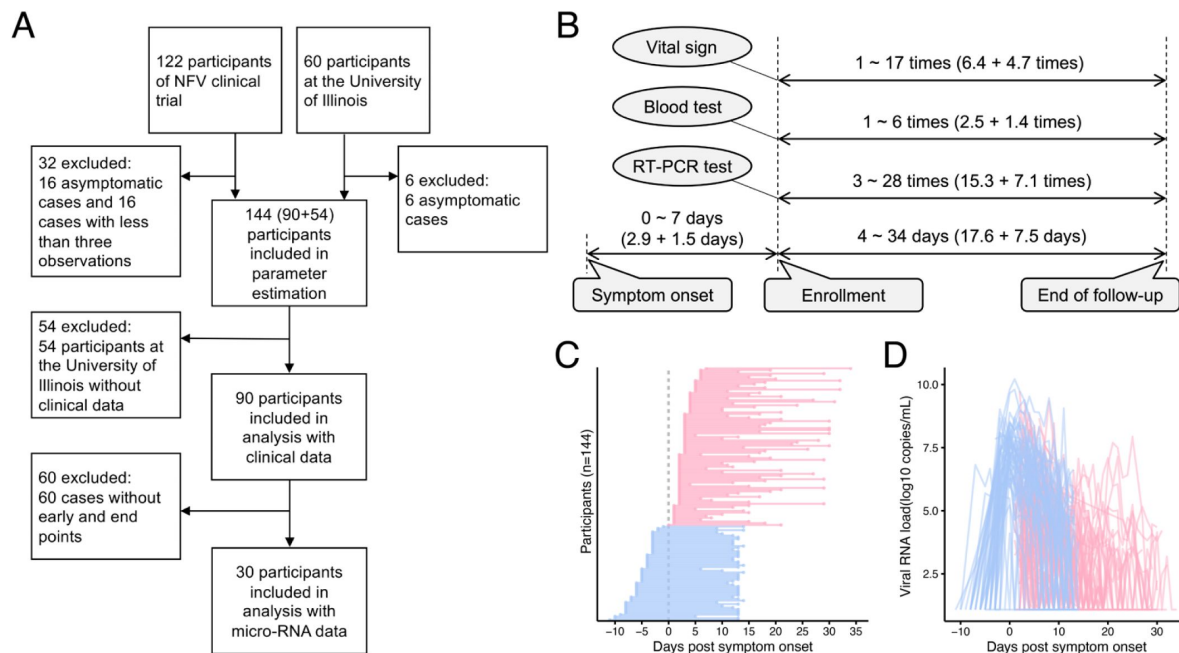 A
122 participants
of NFV clinical
trial
60 participants
at the University
of Illinois
32 excluded:
16 asymptomatic
cases and 16
cases with less
than three
observations
6 excluded:
6 asymptomatic
cases
144 (90+54)
participants
included in
parameter
estimation
54 excluded:
54 participants at
the University of
Illinois without
clinical data
90 participants
included in
analysis with
clinical data
60 excluded:
60 cases without
early and end
points
30 participants
included in
analysis with
micro-RNA data
B
Vital sign
1 ~ 17 times (6.4 + 4.7 times)
Blood test
1 ~ 6 times (2.5 + 1.4 times)
RT-PCR test
3 ~ 28 times (15.3 + 7.1 times)
0 ~ 7 days
(2.9 + 1.5 days)
4 ~ 34 days (17.6 + 7.5 days)
Symptom onset
Enrollment
End of follow-up
C
Participants (n=144)
-10 -5 0 5 10 15 20 25 30 35
Days post symptom onset
D
Viral RNA load(log10 copies/mL)
10.0
7.5
5.0
2.5
-10 0 10 20 30
Days post symptom onset